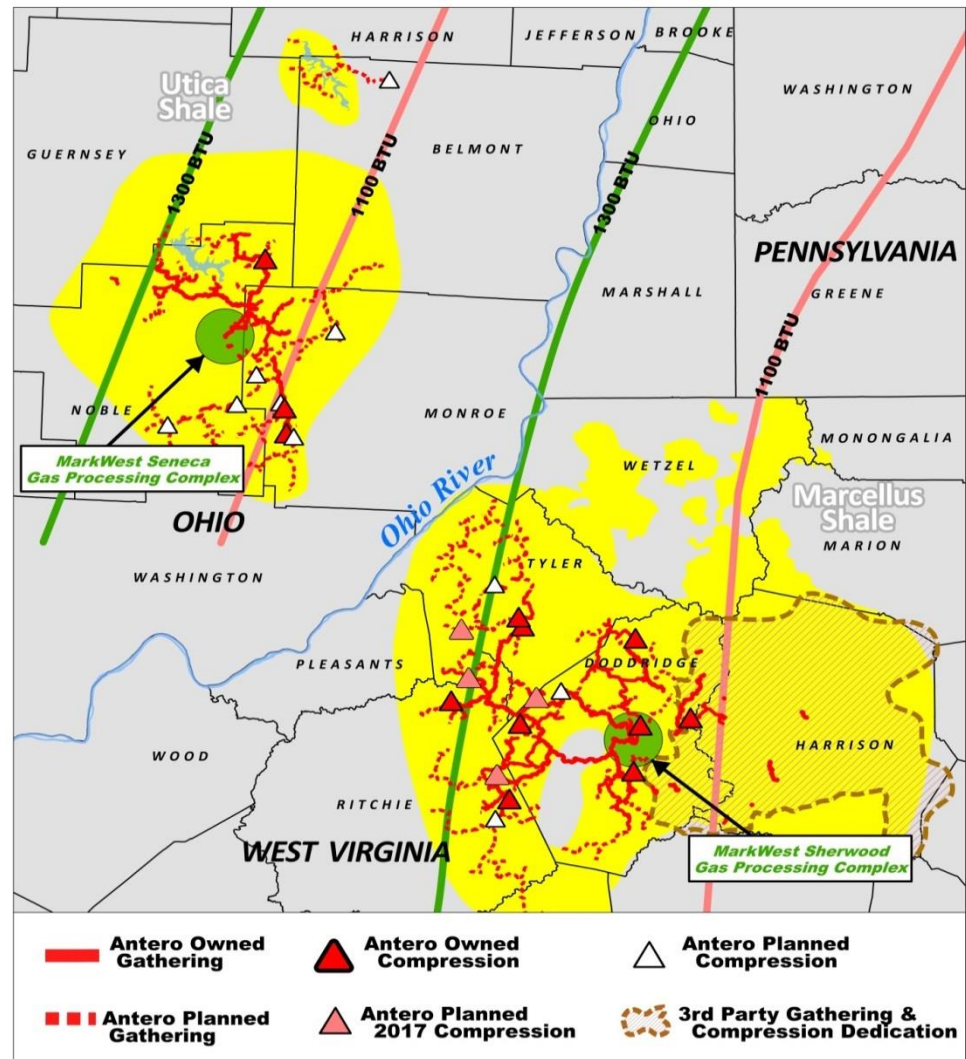 HARRISON
JEFFERSON
BROOKE
Utica
Shale
WASHINGTON
OHIO
GUERNSEY
BELMONT
1300 BTU
1100 BTU
1300 BTU
PENNSYLVANIA
MARSHALL
GREENE
1100 BTU
NOBLE
MONROE
MONONGALIA
MarkWest Seneca
Gas Processing Complex
WETZEL
Marcellus
Shale
OHIO
Ohio River
MARION
WASHINGTON
TYLER
PLEASANTS
DODDRIDGE
WOOD
HARRISON
RITCHIE
WEST VIRGINIA
MarkWest Sherwood
Gas Processing Complex
Antero Owned
Gathering
Antero Owned
Compression
Antero Planned
Compression
Antero Planned
Gathering
Antero Planned
2017 Compression
3rd Party Gathering &
Compression Dedication